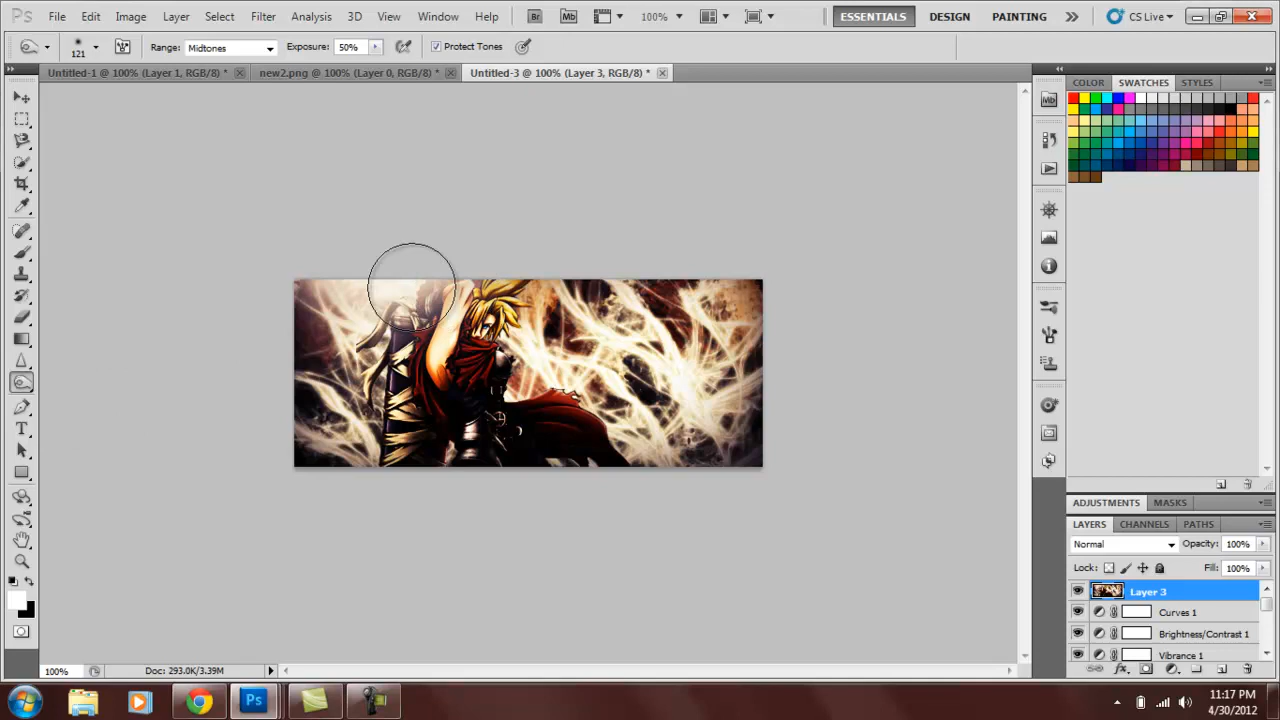 Ps File Edit Image Layer Select Filter Analysis 3D View Window Help Br Mb 100% ESSENTIALS DESIGN PAINTING CS Live
121 Range: Midtones Exposure: 50% Protect Tones
Untitled-1 @ 100% (Layer 1, RGB/8) * new2.png @ 100% (Layer 0, RGB/8) * Untitled-3 @ 100% (Layer 3, RGB/8) *
COLOR SWATCHES STYLES
Mb
T
ADJUSTMENTS MASKS
LAYERS CHANNELS PATHS
Normal Opacity: 100%
Lock: Fill: 100%
Layer 3
Curves 1
Brightness/Contrast 1
Vibrance 1
fx
100% Doc: 293.0K/3.39M
Ps
11:17 PM
4/30/2012